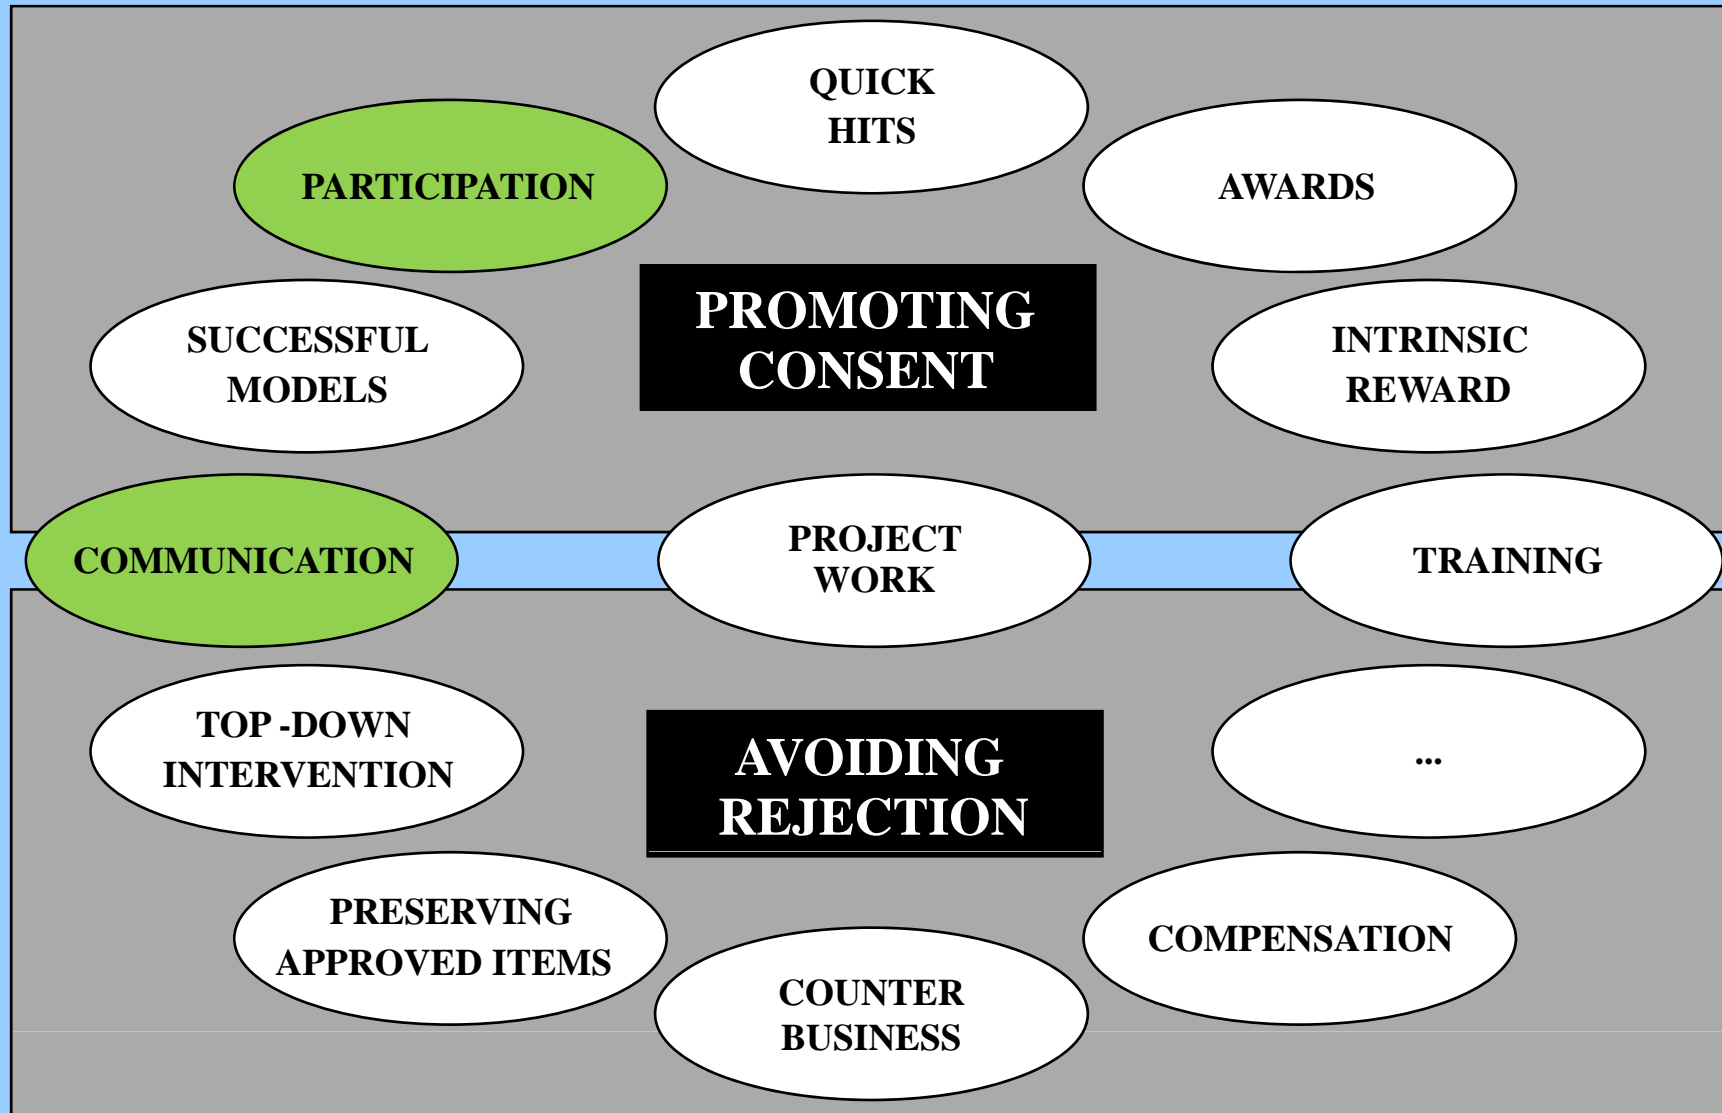 QUICK
HITS
PARTICIPATION
AWARDS
PROMOTING
CONSENT
SUCCESSFUL
MODELS
INTRINSIC
REWARD
COMMUNICATION
PROJECT
WORK
TRAINING
TOP -DOWN
INTERVENTION
AVOIDING
REJECTION
...
PRESERVING
APPROVED ITEMS
COMPENSATION
COUNTER
BUSINESS